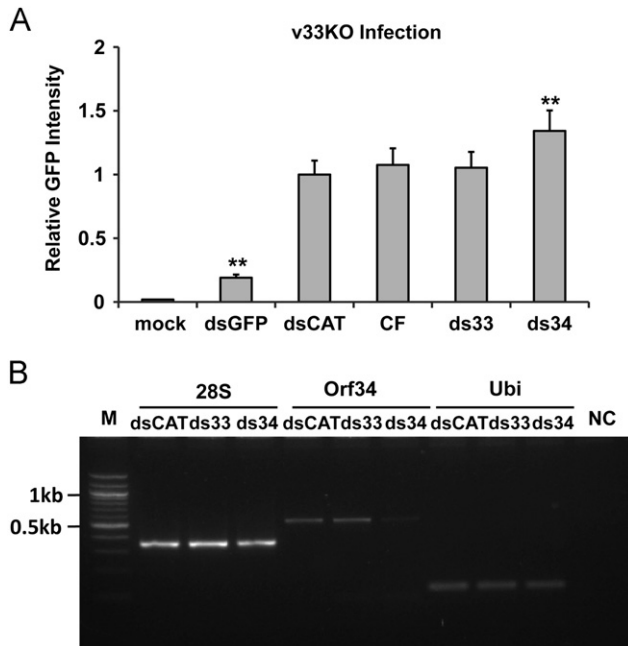 A
v33KO Infection
Relative GFP Intensity
2
1.5
1
0.5
0
**
**
mock dsGFP dsCAT CF ds33 ds34
B
28S Orf34 Ubi
M dsCAT ds33 ds34 dsCAT ds33 ds34 dsCAT ds33 ds34 NC
1kb
0.5kb